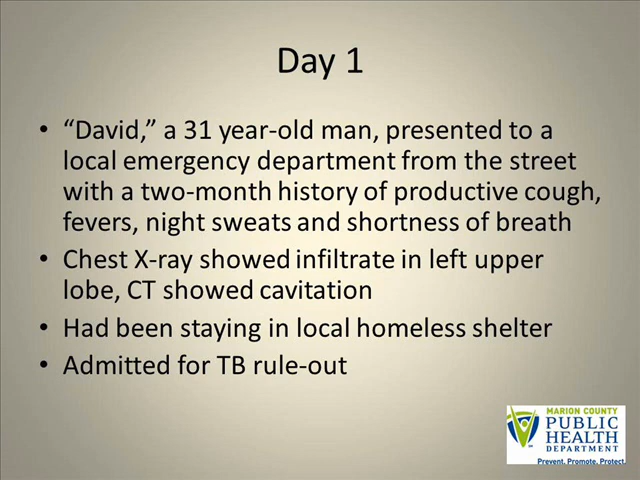 Day 1
• “David,” a 31 year-old man, presented to a
local emergency department from the street
with a two-month history of productive cough,
fevers, night sweats and shortness of breath
• Chest X-ray showed infiltrate in left upper
lobe, CT showed cavitation
• Had been staying in local homeless shelter
• Admitted for TB rule-out
MARION COUNTY
PUBLIC
HEALTH
DEPARTMENT
Prevent. Promote. Protect.